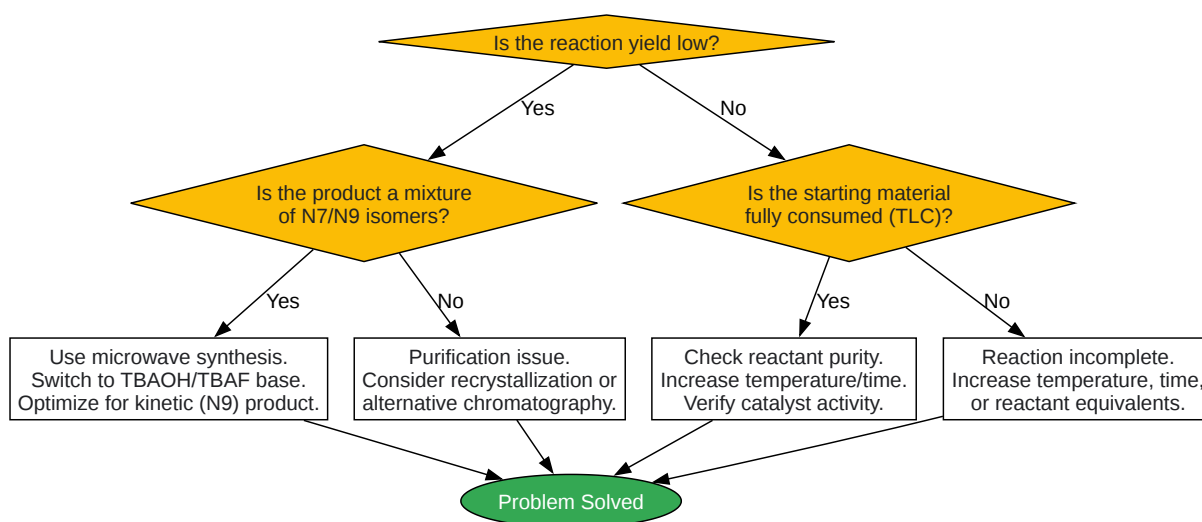 Is the reaction yield low?
Yes
No
Is the product a mixture
of N7/N9 isomers?
Is the starting material
fully consumed (TLC)?
Yes
No
Yes
No
Use microwave synthesis.
Switch to TBAOH/TBAF base.
Optimize for kinetic (N9) product.
Purification issue.
Consider recrystallization or
alternative chromatography.
Check reactant purity.
Increase temperature/time.
Verify catalyst activity.
Reaction incomplete.
Increase temperature, time,
or reactant equivalents.
Problem Solved